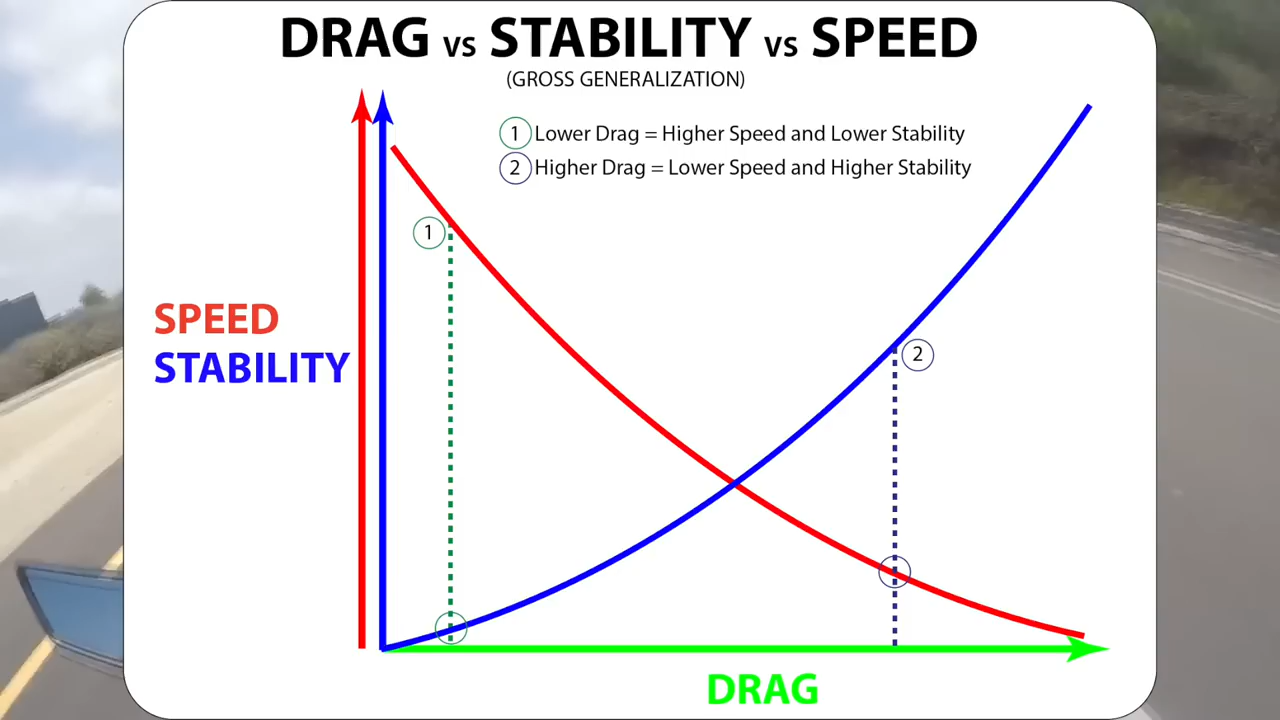 DRAG vs STABILITY vs SPEED
(GROSS GENERALIZATION)
1 Lower Drag = Higher Speed and Lower Stability
2 Higher Drag = Lower Speed and Higher Stability
1
SPEED
STABILITY
2
DRAG